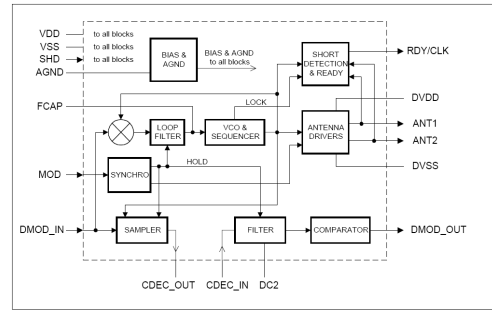 VDD to all blocks
VSS to all blocks
SHD to all blocks
AGND
BIAS &
AGND
BIAS & AGND
to all blocks
SHORT
DETECTION
& READY
RDY/CLK
FCAP
LOCK
DVDD
LOOP
FILTER
VCO &
SEQUENCER
ANTENNA
DRIVERS
ANT1
ANT2
HOLD
DVSS
MOD
SYNCHRO
DMOD_IN
SAMPLER
FILTER
COMPARATOR
DMOD_OUT
CDEC_OUT
CDEC_IN
DC2